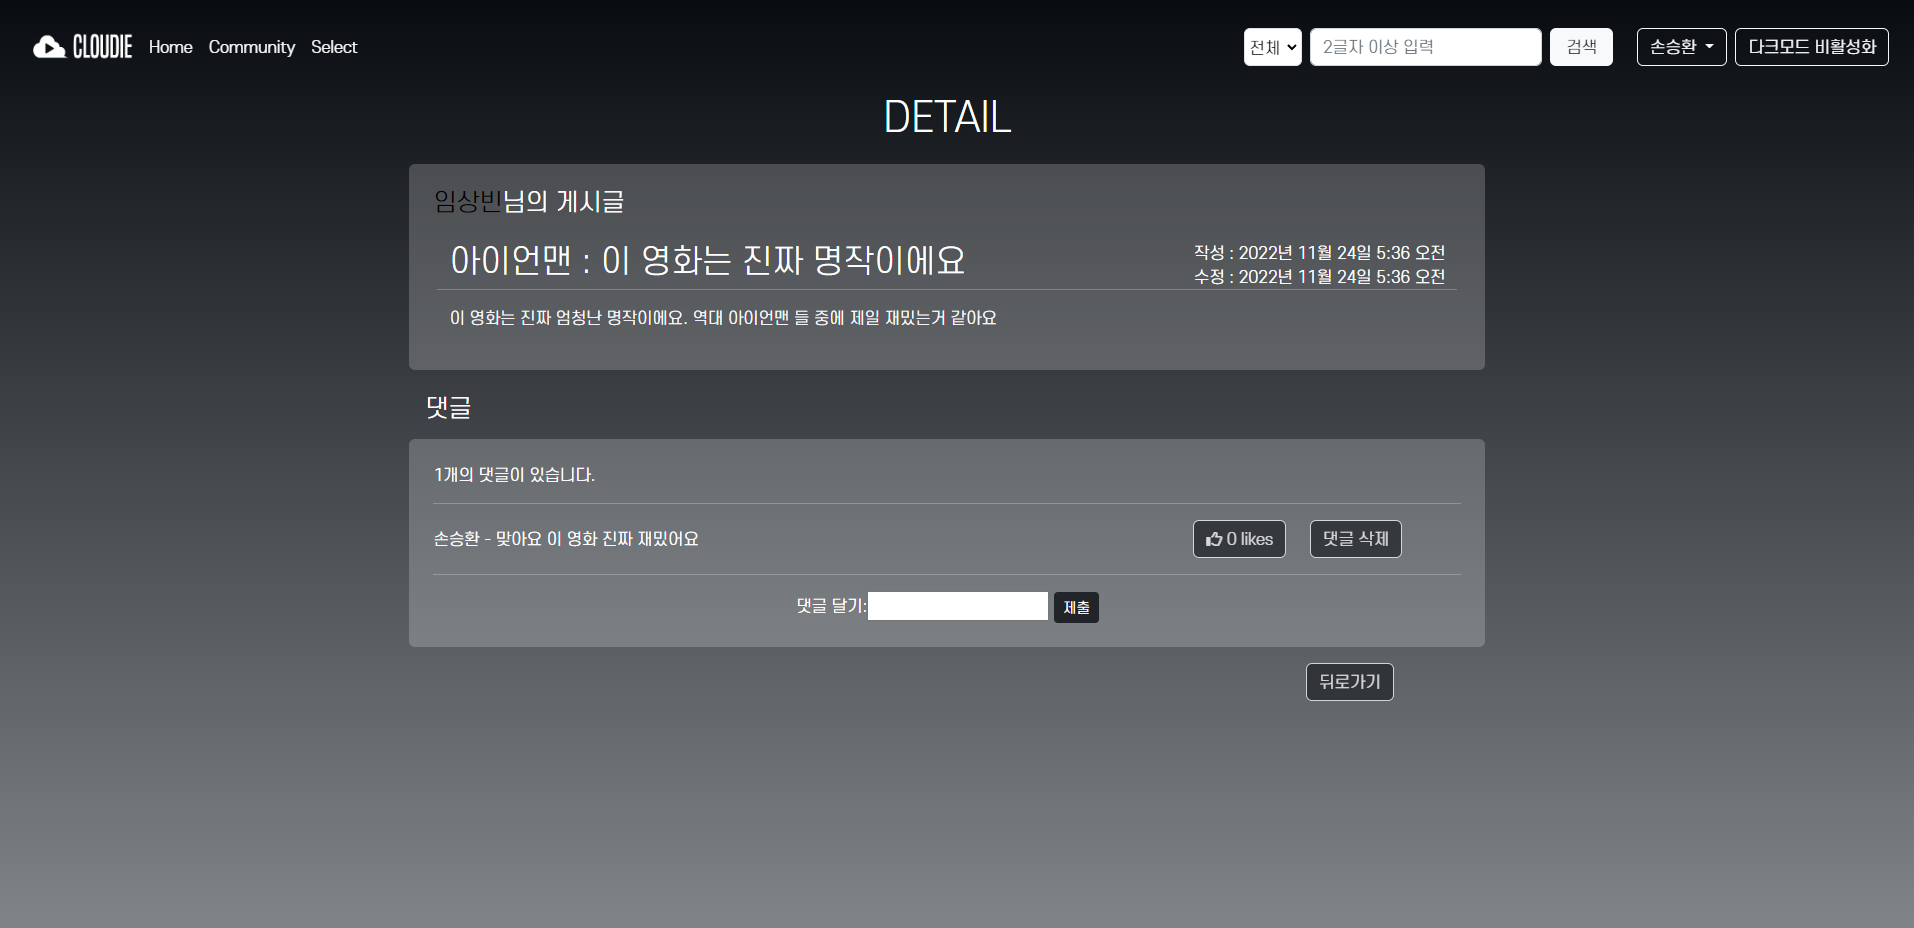 CLOUDIE Home Community Select 전체 2글자 이상 입력 검색 손승환 다크모드 비활성화
DETAIL
임상빈님의 게시글
아이언맨 : 이 영화는 진짜 명작이에요
작성 : 2022년 11월 24일 5:36 오전
수정 : 2022년 11월 24일 5:36 오전
이 영화는 진짜 엄청난 명작이에요. 역대 아이언맨 들 중에 제일 재밌는거 같아요
댓글
1개의 댓글이 있습니다.
손승환 - 맞아요 이 영화 진짜 재밌어요 0 likes 댓글 삭제
댓글 달기: 제출
뒤로가기